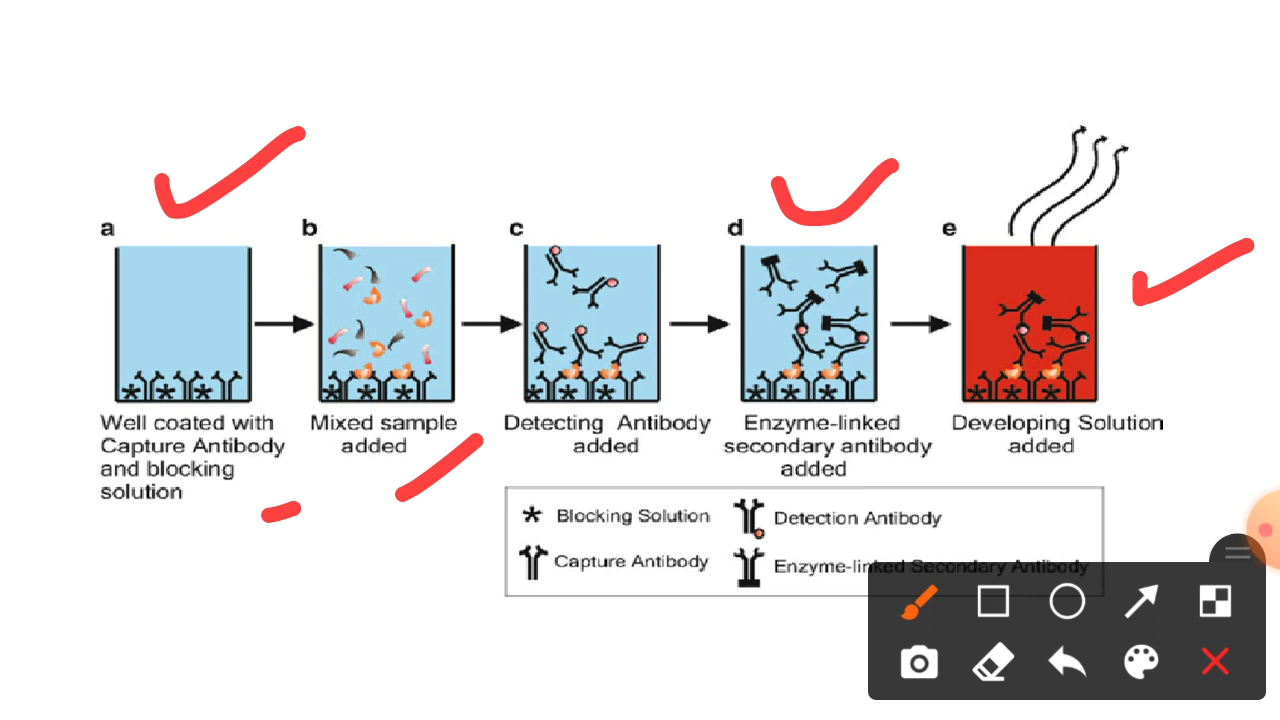 a
b
c
d
e
Well coated with
Capture Antibody
and blocking
solution
Mixed sample
added
Detecting Antibody
added
Enzyme-linked
secondary antibody
added
Developing Solution
added
Blocking Solution
Detection Antibody
Capture Antibody
Enzyme-linked Secondary Antibody